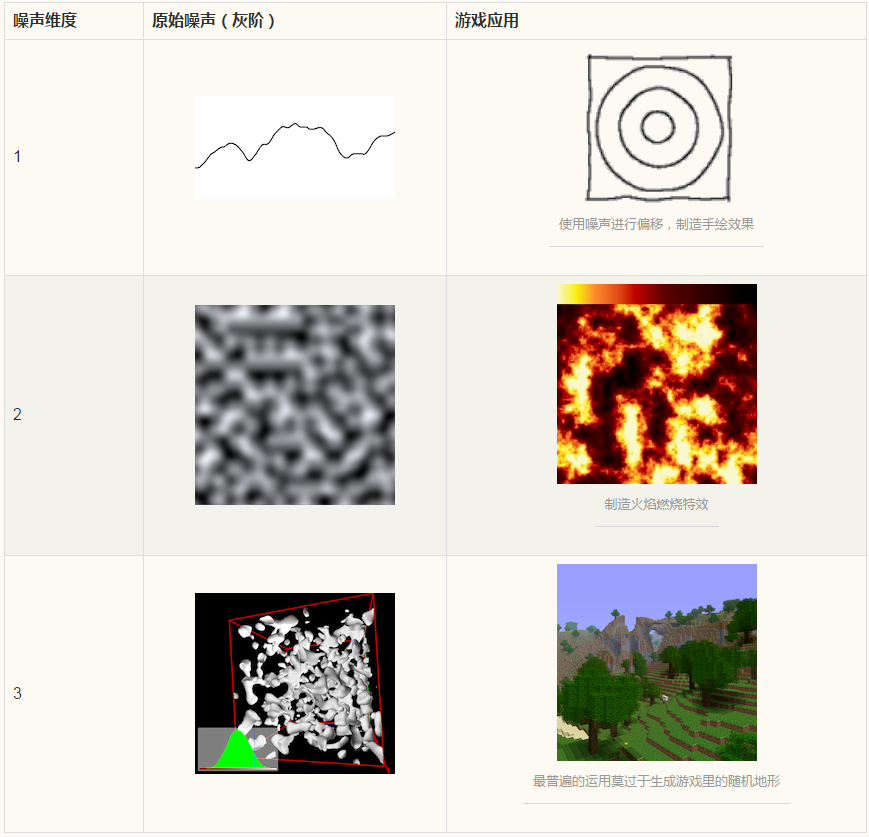 噪声维度 原始噪声（灰阶） 游戏应用
1
使用噪声进行偏移，制造手绘效果
2
制造火焰燃烧特效
3
最普遍的运用莫过于生成游戏里的随机地形